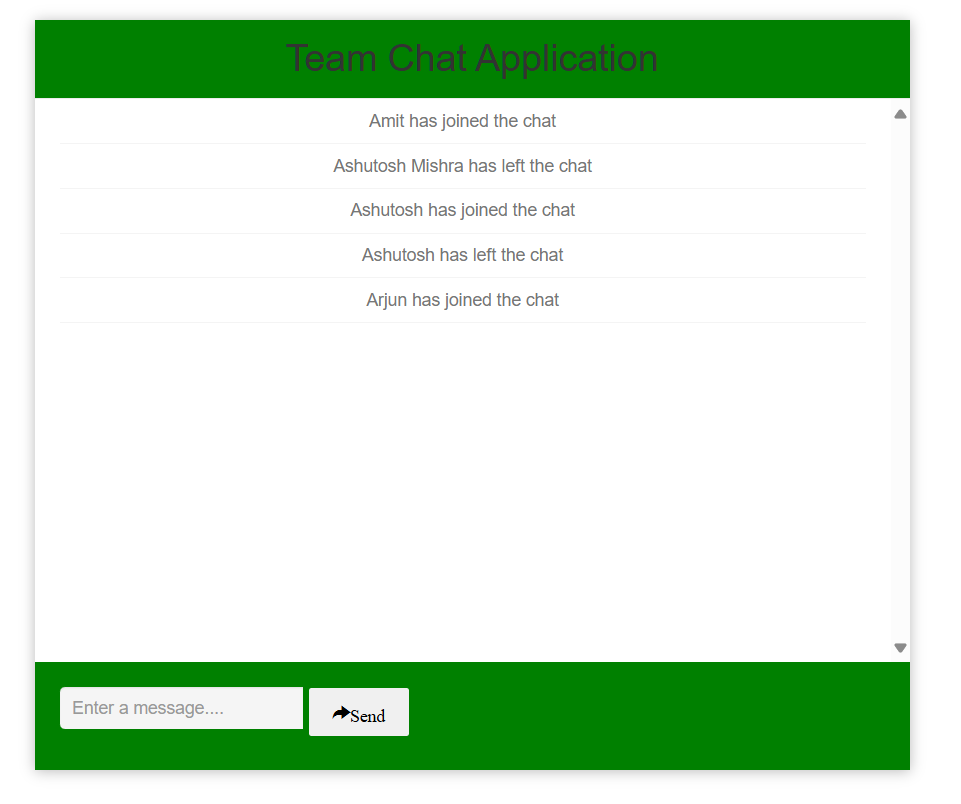 Team Chat Application
Amit has joined the chat
Ashutosh Mishra has left the chat
Ashutosh has joined the chat
Ashutosh has left the chat
Arjun has joined the chat
Enter a message....
Send